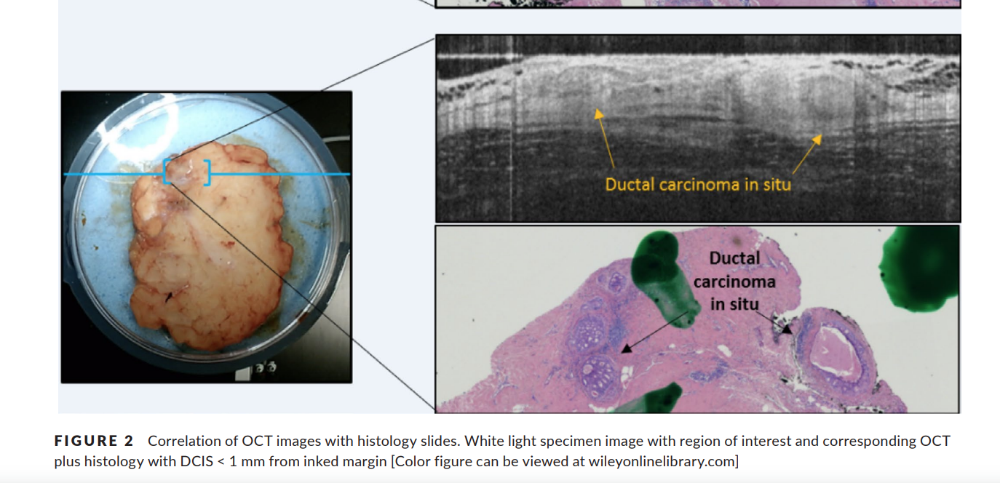 Ductal carcinoma in situ
Ductal
carcinoma
in situ
FIGURE 2 Correlation of OCT images with histology slides. White light specimen image with region of interest and corresponding OCT
plus histology with DCIS < 1 mm from inked margin [Color figure can be viewed at wileyonlinelibrary.com]